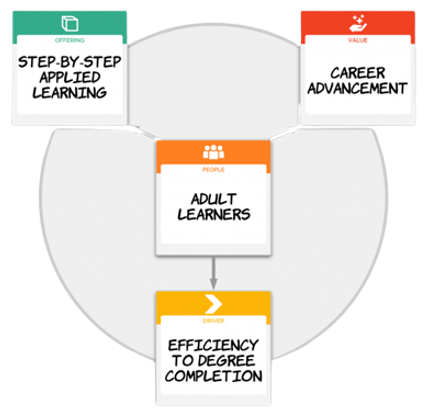 OFFERING
STEP-BY-STEP
APPLIED
LEARNING
VALUE
CAREER
ADVANCEMENT
PEOPLE
ADULT
LEARNERS
DRIVER
EFFICIENCY
TO DEGREE
COMPLETION